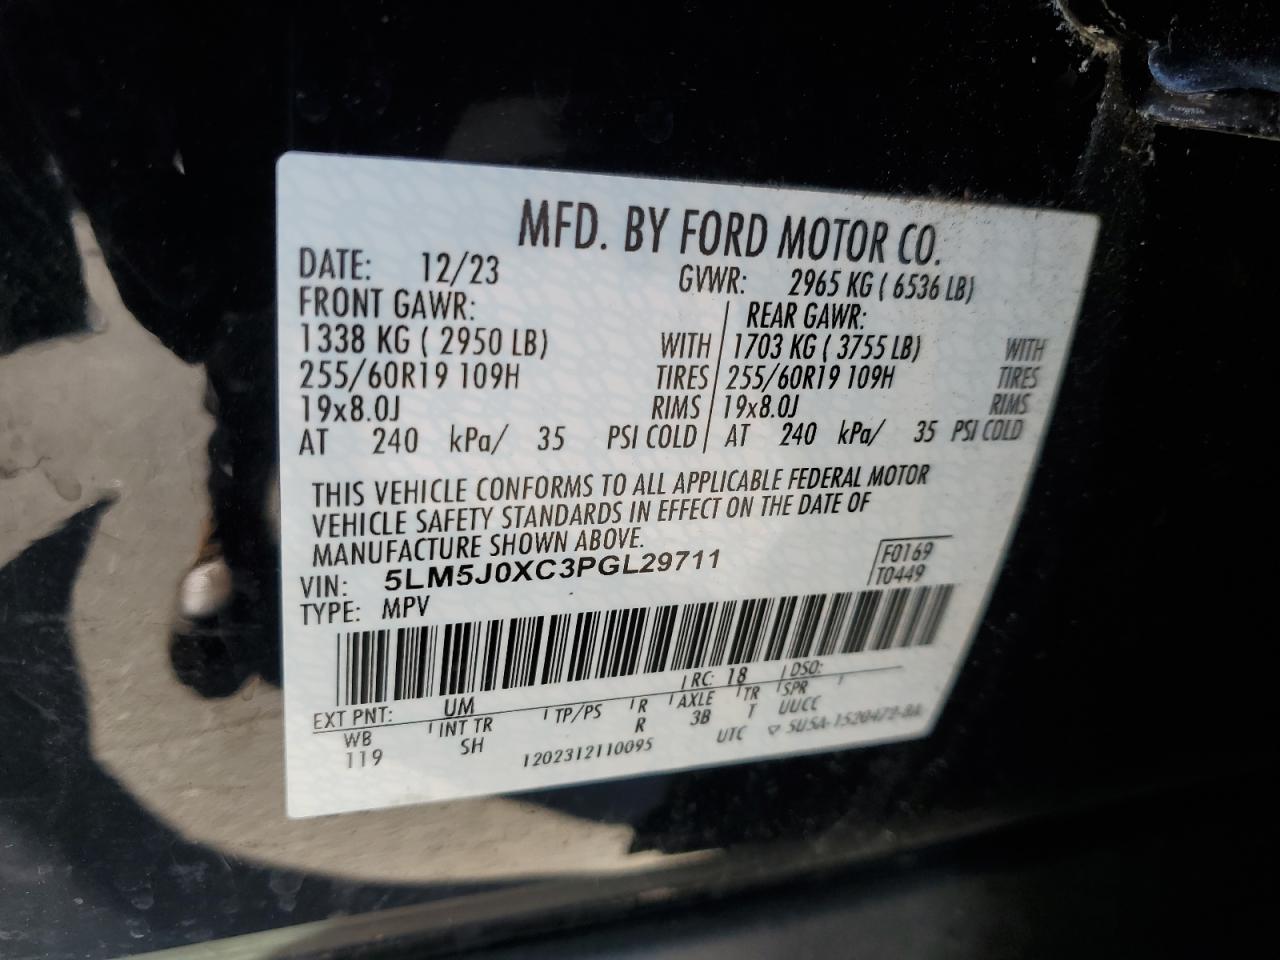 MFD. BY FORD MOTOR CO.
DATE: 12/23 GVWR: 2965 KG ( 6536 LB)
FRONT GAWR: REAR GAWR:
1338 KG ( 2950 LB) WITH 1703 KG ( 3755 LB) WITH
255/60R19 109H TIRES 255/60R19 109H TIRES
19x8.0J RIMS 19x8.0J RIMS
AT 240 kPa/ 35 PSI COLD AT 240 kPa/ 35 PSI COLD
THIS VEHICLE CONFORMS TO ALL APPLICABLE FEDERAL MOTOR
VEHICLE SAFETY STANDARDS IN EFFECT ON THE DATE OF
MANUFACTURE SHOWN ABOVE.
VIN: 5LM5J0XC3PGL29711 F0169
TYPE: MPV T0449
EXT PNT: UM RC: 18 DSO:
WB INT TR TP/PS R AXLE TR SPR
119 SH R 3B T UUCC
1202312110095 UTC ▽ 5U5A-1520472-BA